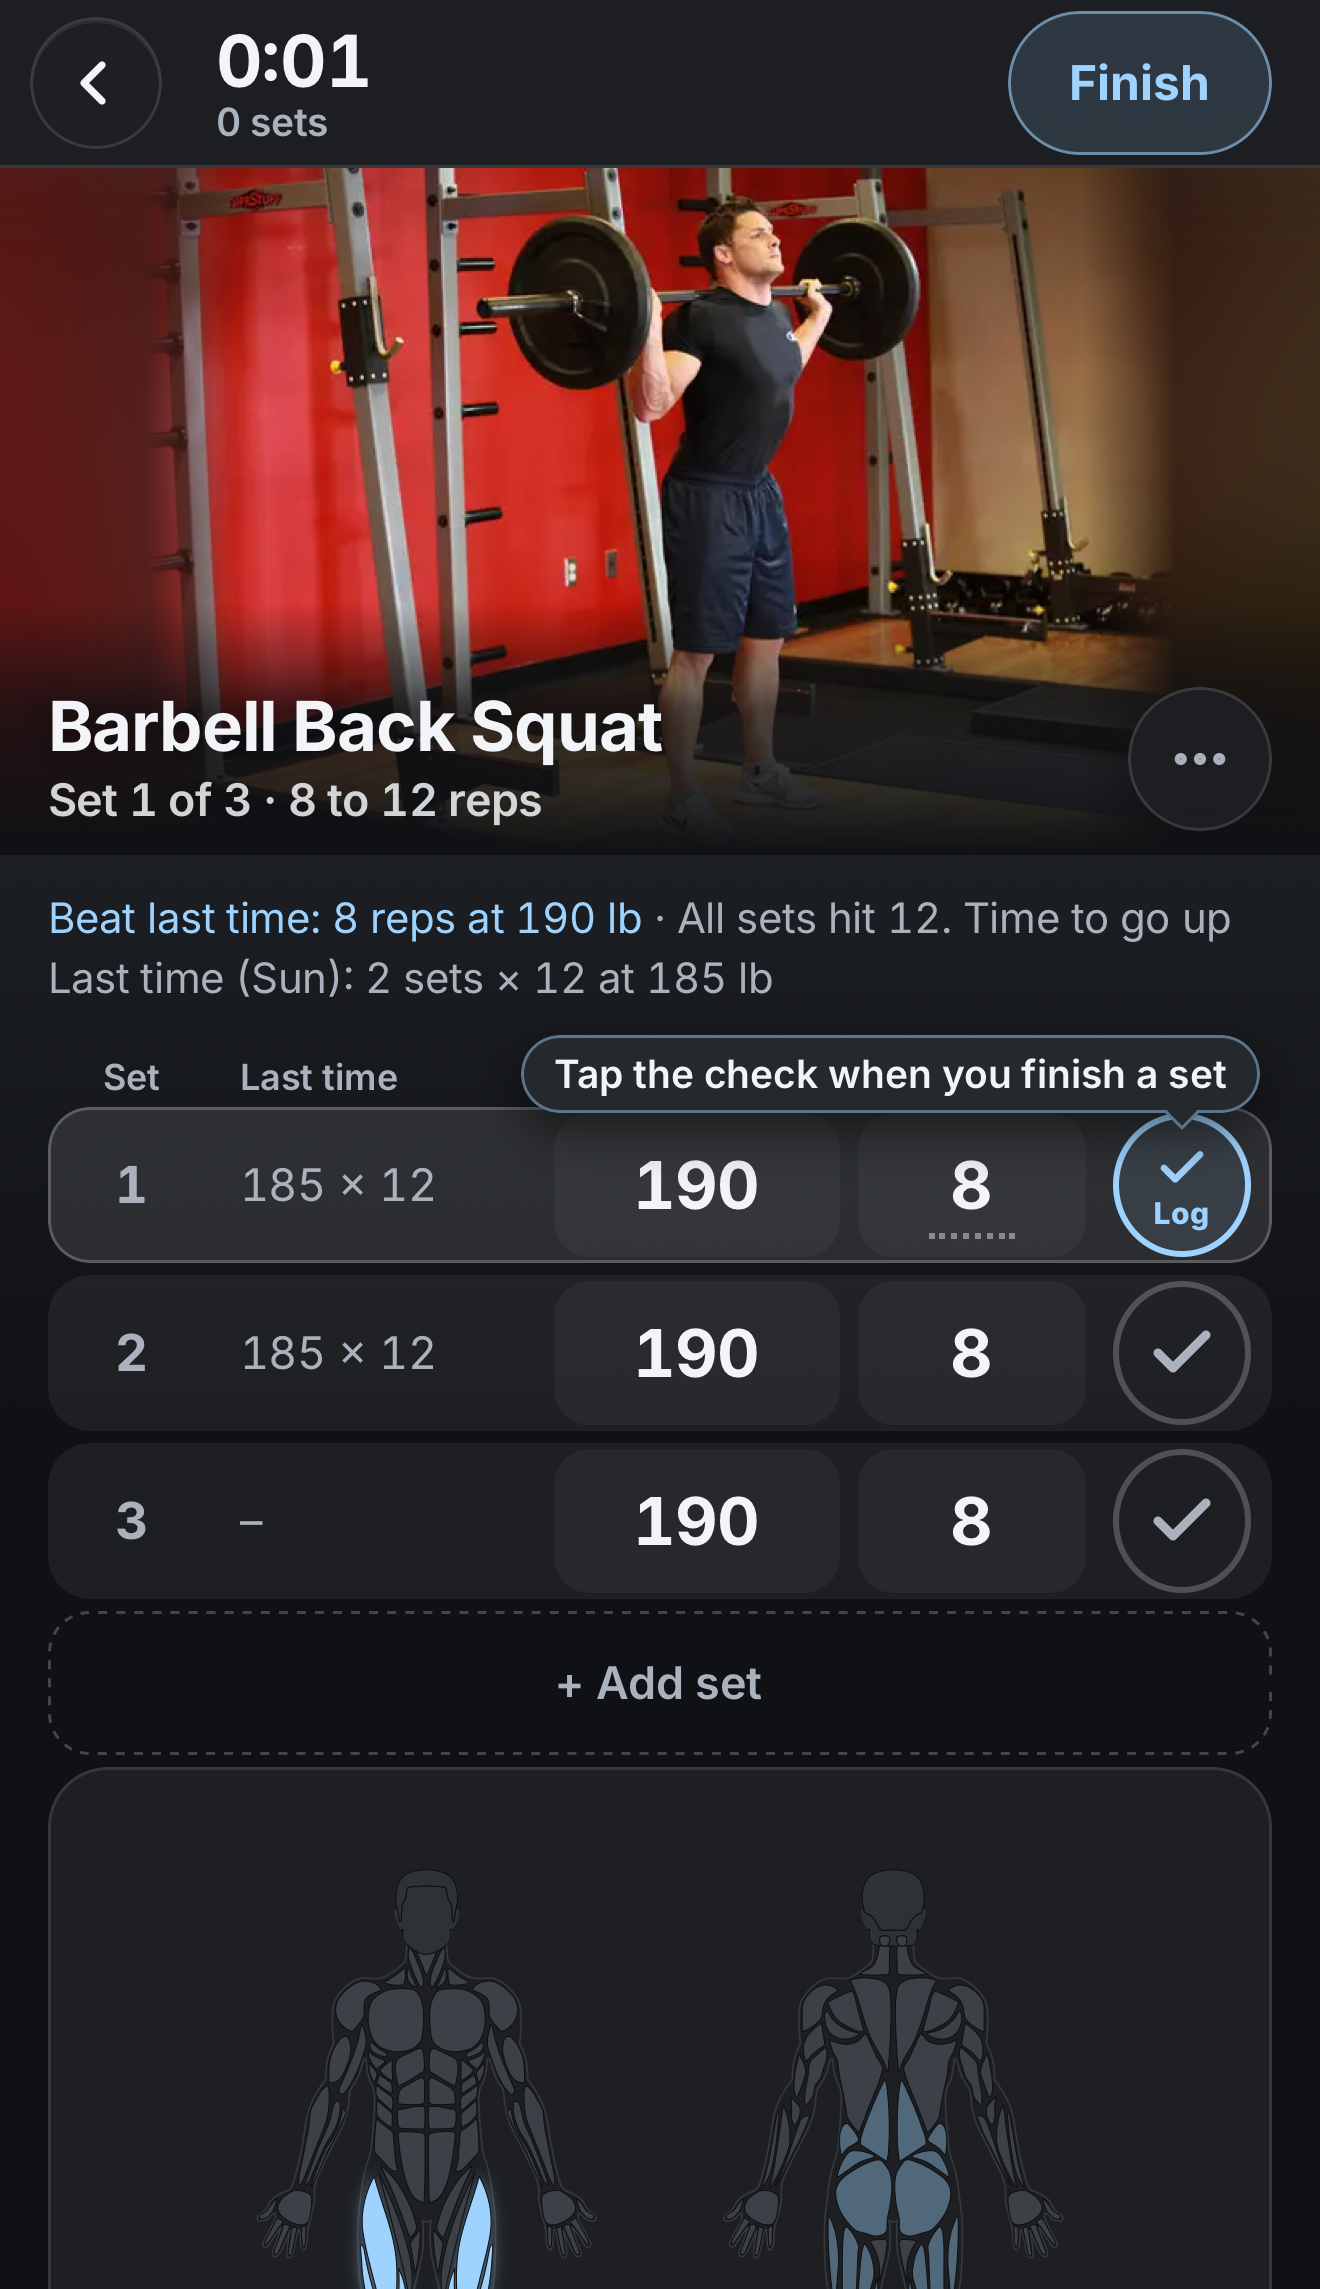 0:01
0 sets
Finish
TUFFSTUFF
Barbell Back Squat
Set 1 of 3 · 8 to 12 reps
Beat last time: 8 reps at 190 lb · All sets hit 12. Time to go up
Last time (Sun): 2 sets × 12 at 185 lb
Set Last time
Tap the check when you finish a set
1 185 × 12 190 8
Log
2 185 × 12 190 8
3 – 190 8
+ Add set